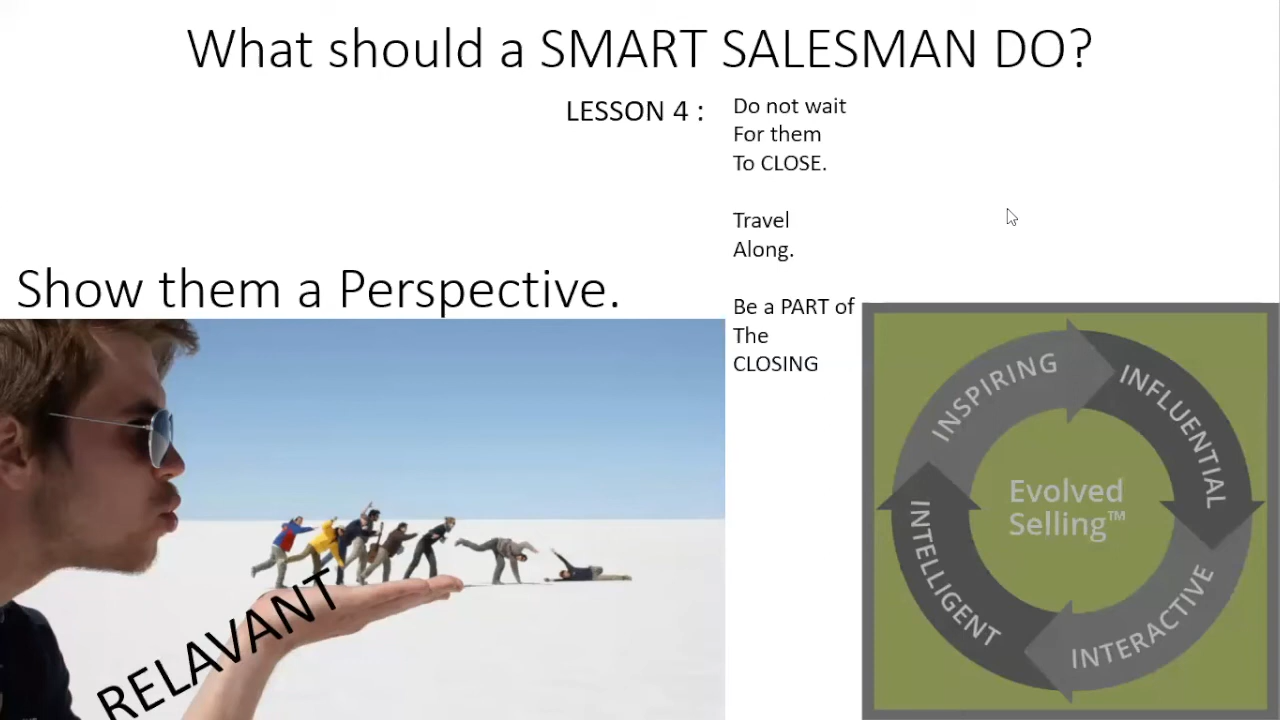 What should a SMART SALESMAN DO?
LESSON 4 :
Do not wait
For them
To CLOSE.
Travel
Along.
Be a PART of
The
CLOSING
Show them a Perspective.
RELAVANT
INSPIRING
INFLUENTIAL
INTERACTIVE
INTELLIGENT
Evolved
Selling™